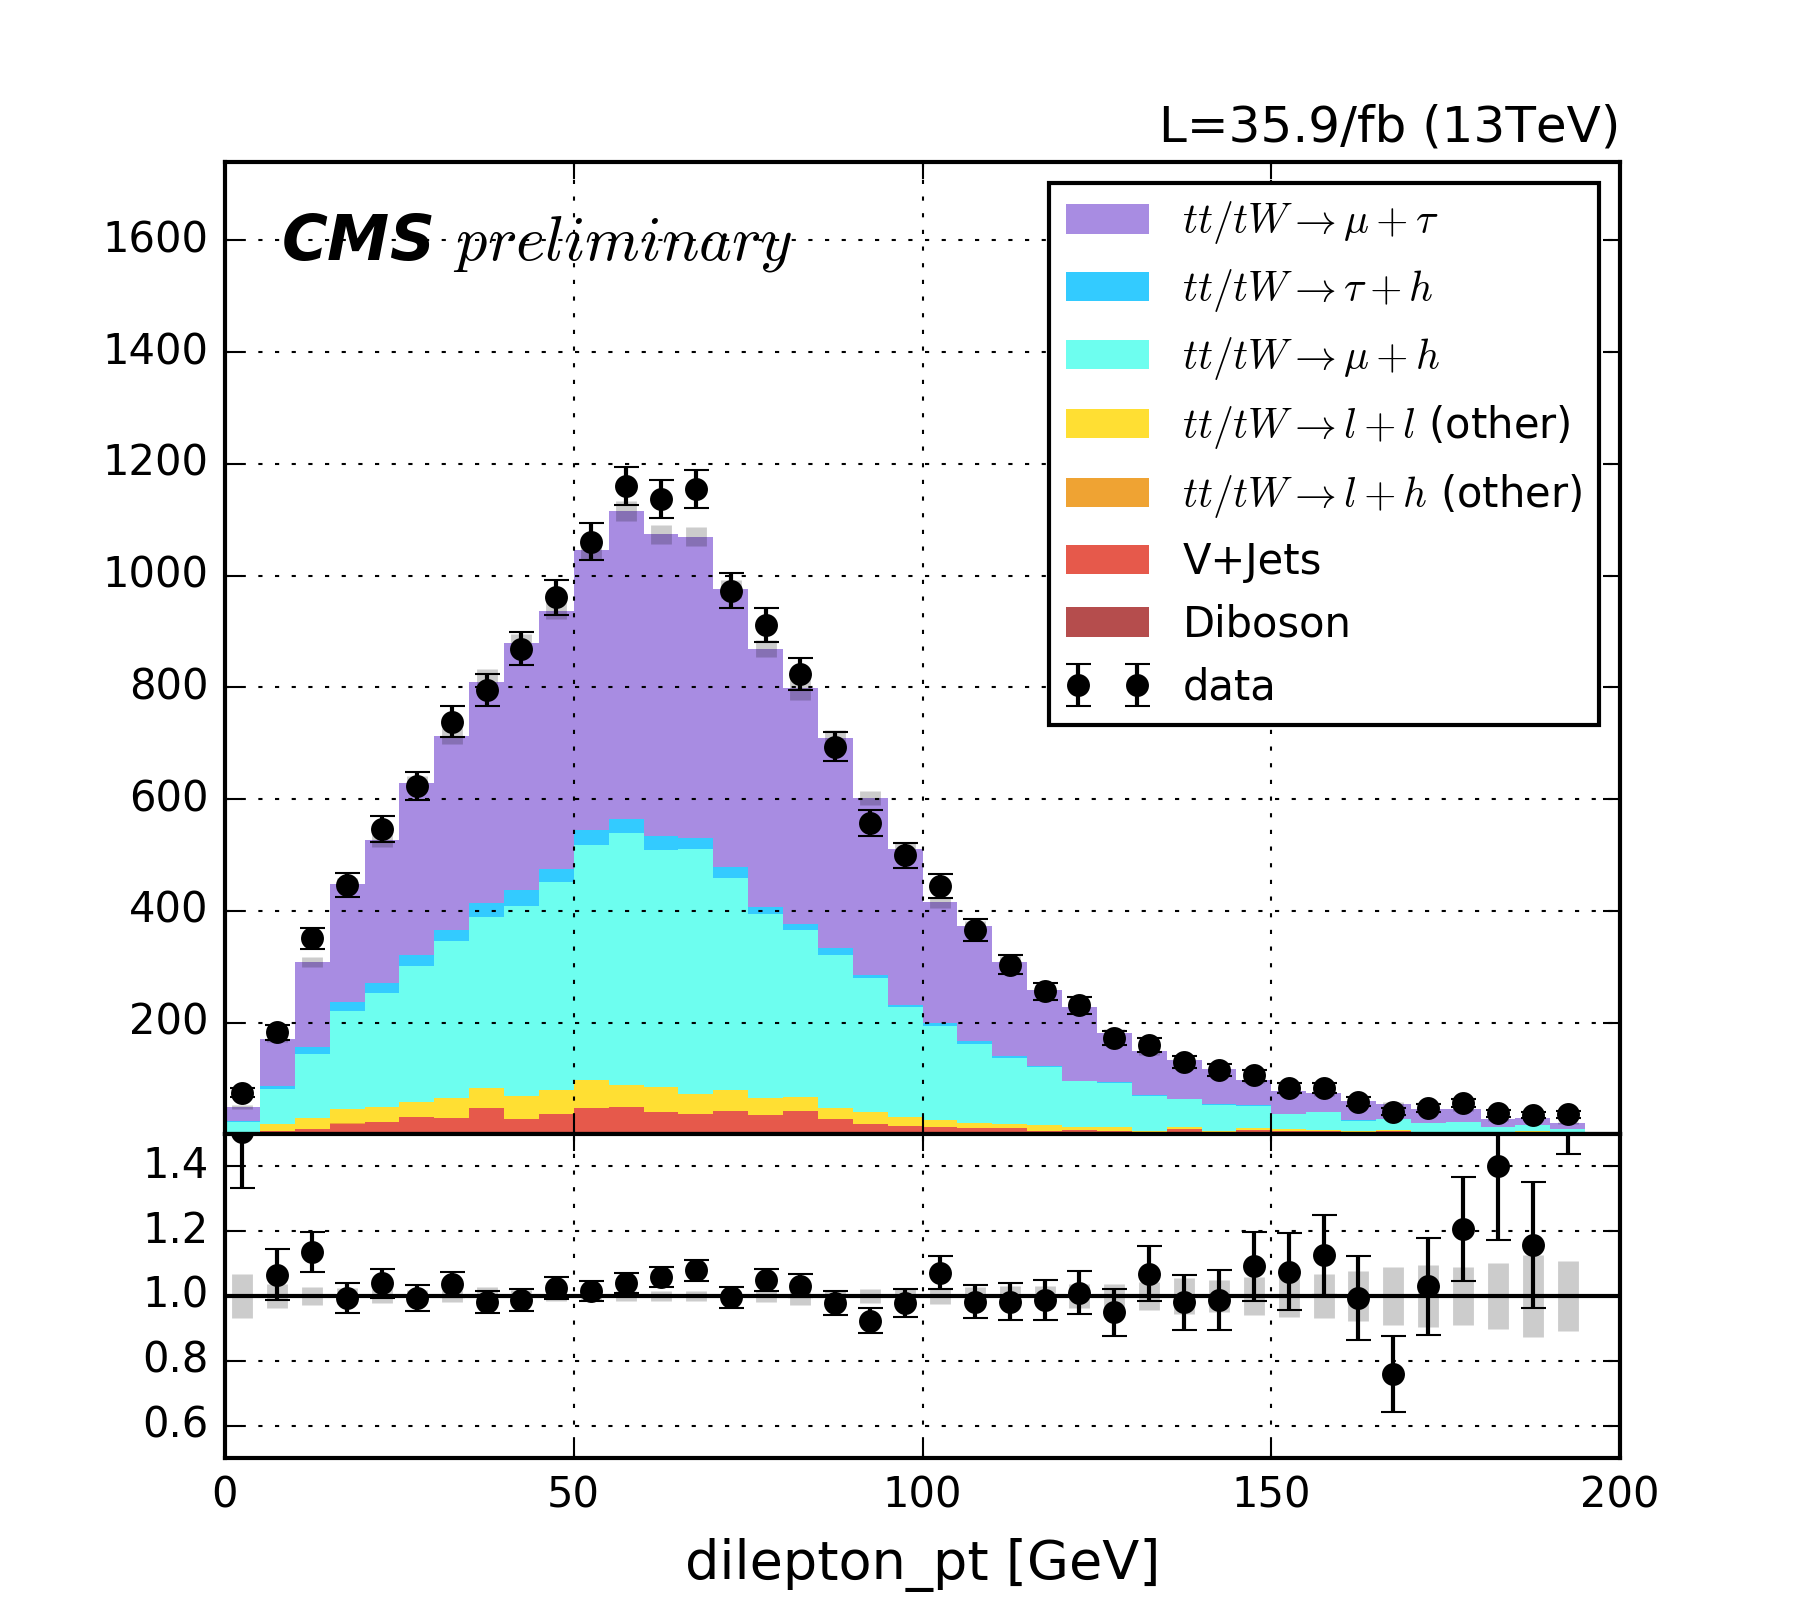 L=35.9/fb (13TeV)
CMS preliminary
1600
1400
1200
1000
800
600
400
200
tt/tW → μ + τ
tt/tW → τ + h
tt/tW → μ + h
tt/tW → l + l (other)
tt/tW → l + h (other)
V+Jets
Diboson
data
1.4
1.2
1.0
0.8
0.6
0 50 100 150 200
dilepton_pt [GeV]